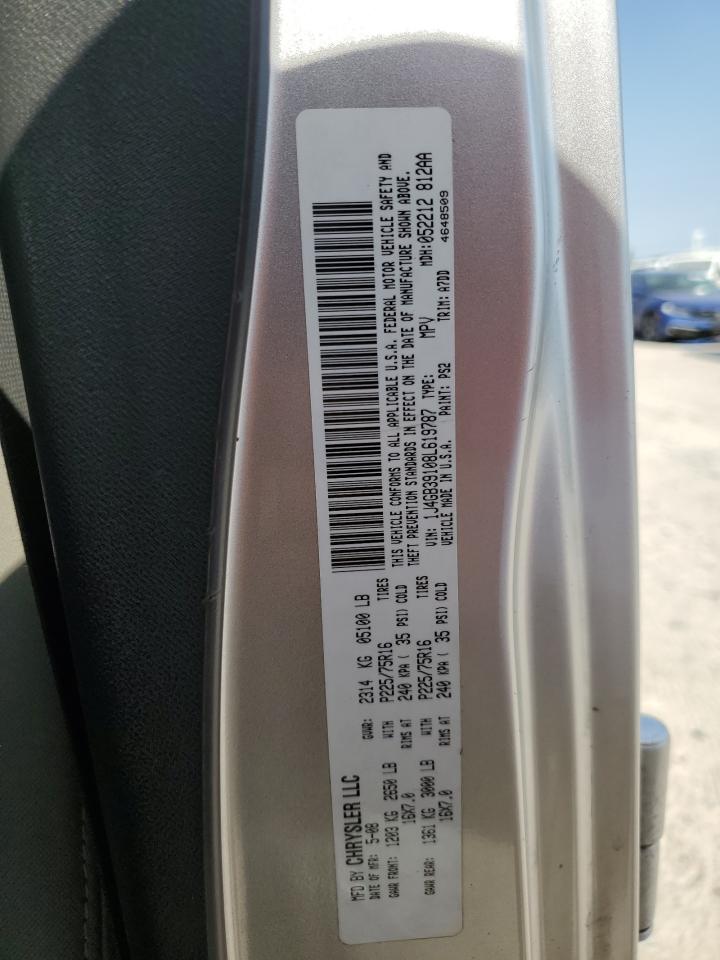 MFD BY CHRYSLER LLC
DATE OF MFR: 5-08 GVWR: 2314 KG 05100 LB
GAWR FRONT: 1203 KG 2650 LB WITH P225/75R16 TIRES
16X7.0 RIMS AT 240 KPA ( 35 PSI) COLD
GAWR REAR: 1361 KG 3000 LB WITH P225/75R16 TIRES
16X7.0 RIMS AT 240 KPA ( 35 PSI) COLD
THIS VEHICLE CONFORMS TO ALL APPLICABLE U.S.A. FEDERAL MOTOR VEHICLE SAFETY AND
THEFT PREVENTION STANDARDS IN EFFECT ON THE DATE OF MANUFACTURE SHOWN ABOVE.
VIN: 1J4GB39108L619787 TYPE: MPV MDH:052212 812AA
VEHICLE MADE IN U.S.A. PAINT: PS2 TRIM: A7DD 4648509